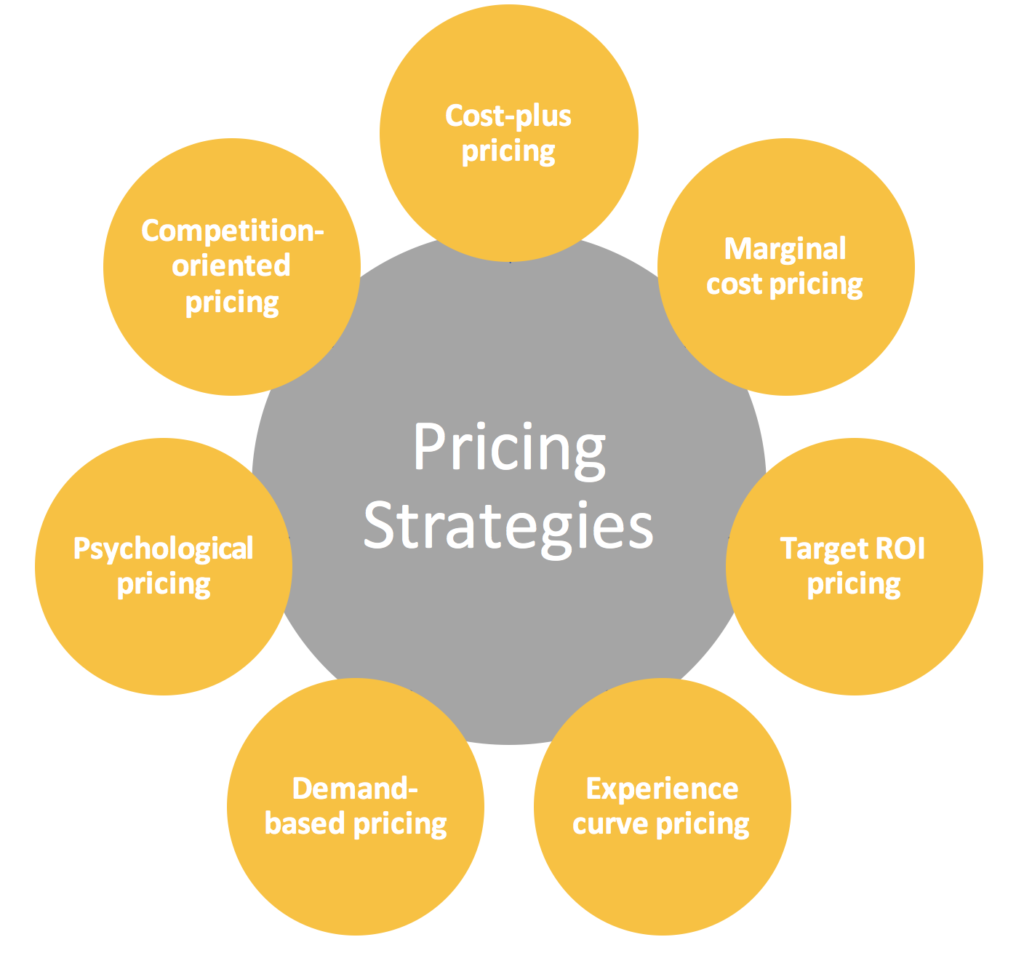 Cost-plus
pricing
Marginal
cost pricing
Target ROI
pricing
Experience
curve pricing
Demand-
based pricing
Psychological
pricing
Competition-
oriented
pricing
Pricing
Strategies